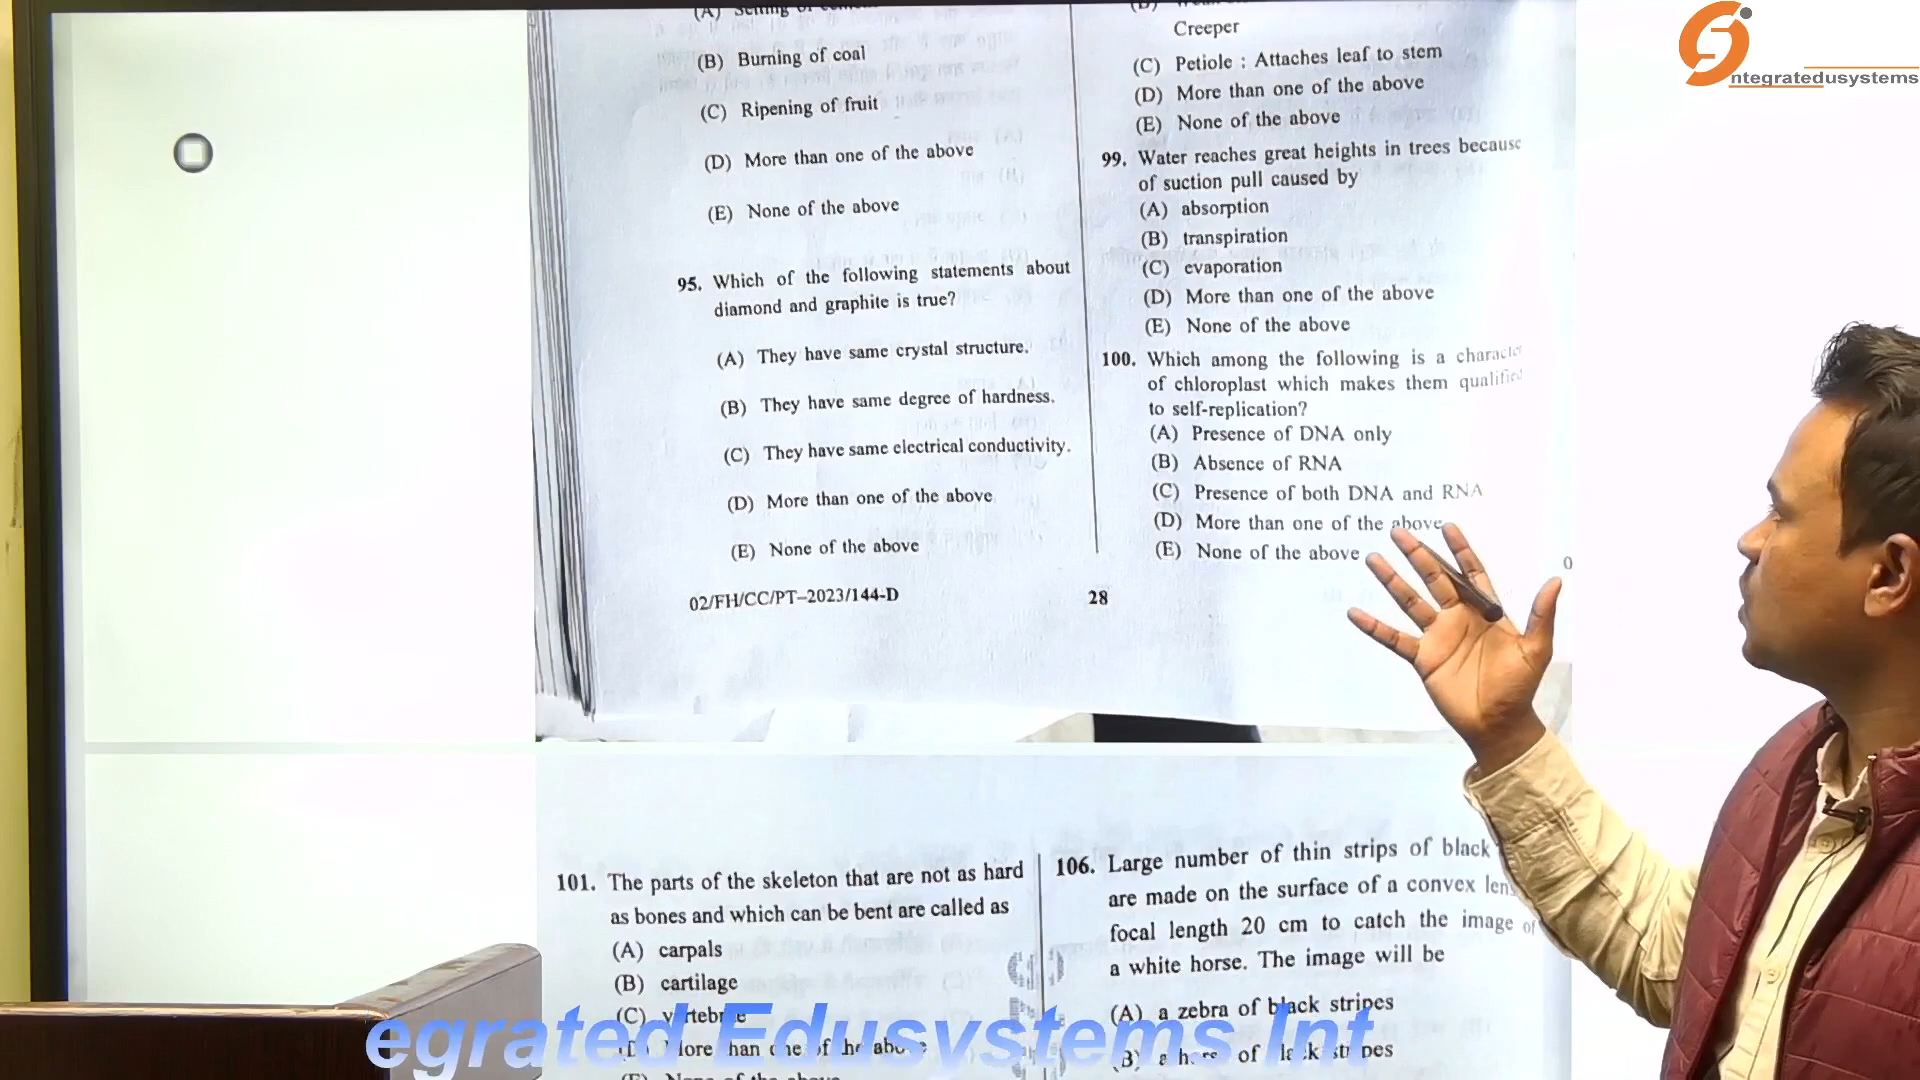 (B) Burning of coal
(C) Ripening of fruit
(D) More than one of the above
(E) None of the above
95. Which of the following statements about
diamond and graphite is true?
(A) They have same crystal structure.
(B) They have same degree of hardness.
(C) They have same electrical conductivity.
(D) More than one of the above
(E) None of the above
02/FH/CC/PT–2023/144-D
28
Creeper
(C) Petiole : Attaches leaf to stem
(D) More than one of the above
(E) None of the above
99. Water reaches great heights in trees because
of suction pull caused by
(A) absorption
(B) transpiration
(C) evaporation
(D) More than one of the above
(E) None of the above
100. Which among the following is a
of chloroplast which makes them qualified
to self-replication?
(A) Presence of DNA only
(B) Absence of RNA
(C) Presence of both DNA and RNA
(D) More than one of the above
(E) None of the above
101. The parts of the skeleton that are not as hard
as bones and which can be bent are called as
(A) carpals
(B) cartilage
(C)
106. Large number of thin strips of black
are made on the surface of a convex
focal length 20 cm to catch the image of
a white horse. The image will be
(A) a zebra of black stripes
(B) a of
ntegratedusystems
egrated Edusystems Int